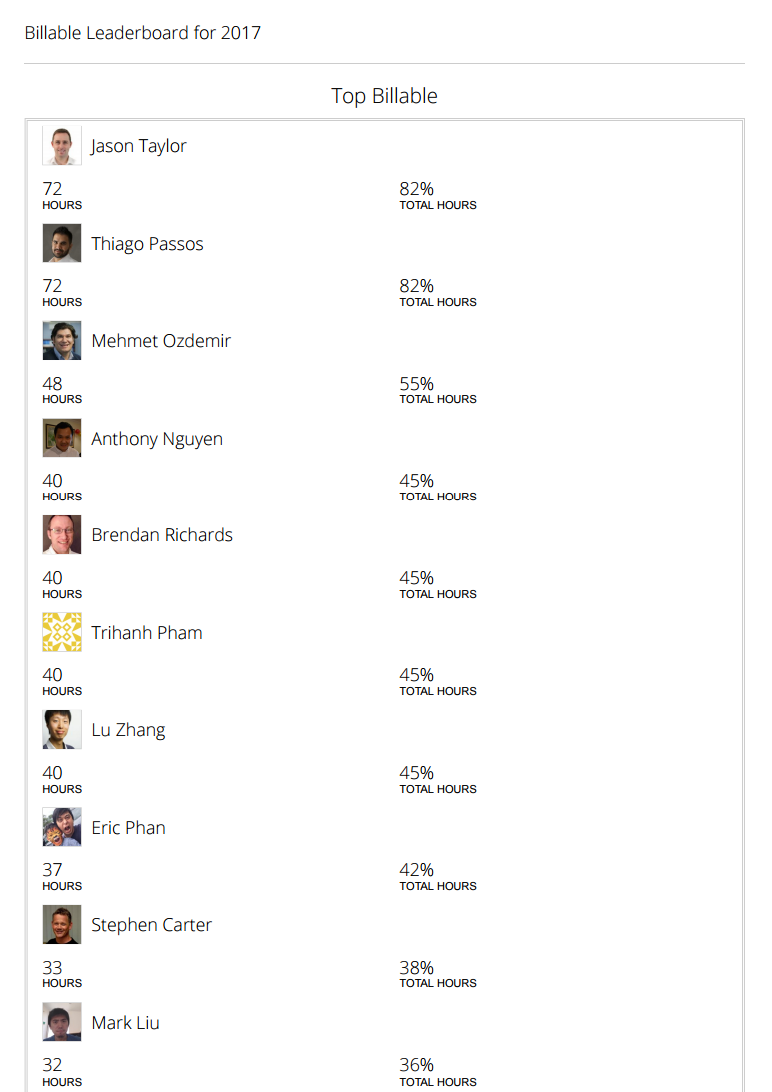 Billable Leaderboard for 2017
Top Billable
Jason Taylor
72 82%
HOURS TOTAL HOURS
Thiago Passos
72 82%
HOURS TOTAL HOURS
Mehmet Ozdemir
48 55%
HOURS TOTAL HOURS
Anthony Nguyen
40 45%
HOURS TOTAL HOURS
Brendan Richards
40 45%
HOURS TOTAL HOURS
Trihanh Pham
40 45%
HOURS TOTAL HOURS
Lu Zhang
40 45%
HOURS TOTAL HOURS
Eric Phan
37 42%
HOURS TOTAL HOURS
Stephen Carter
33 38%
HOURS TOTAL HOURS
Mark Liu
32 36%
HOURS TOTAL HOURS